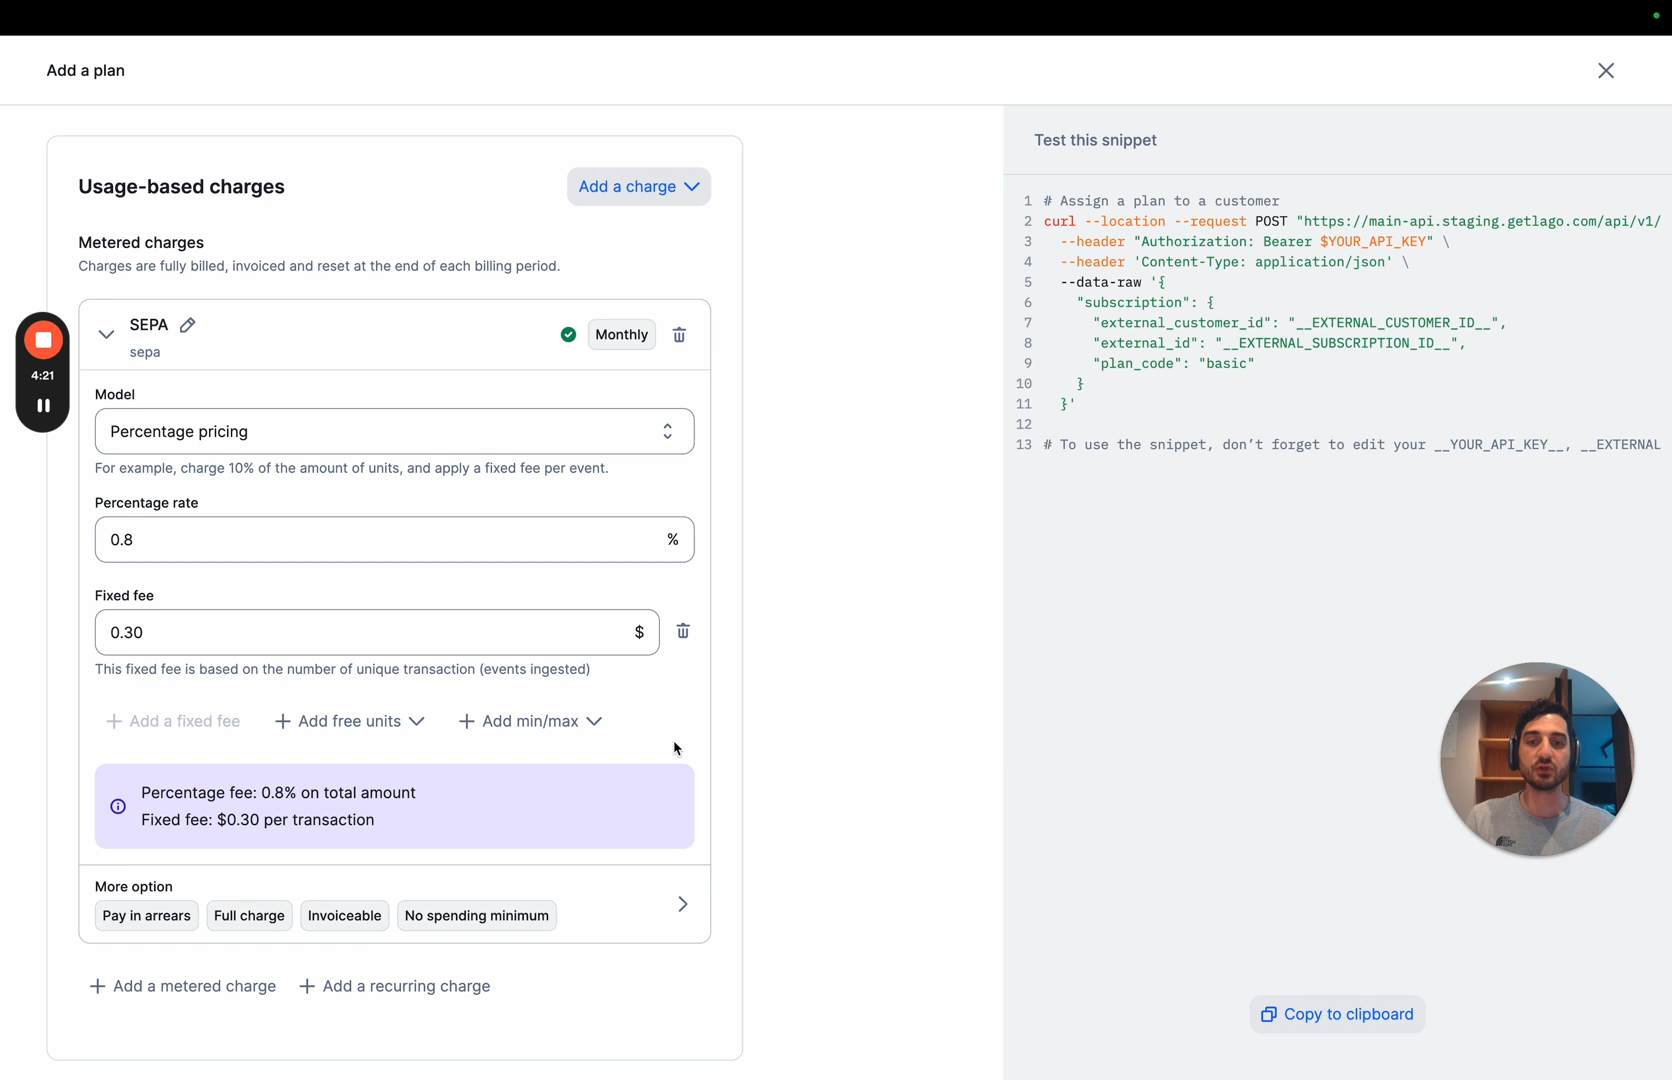 Add a plan
Usage-based charges
Add a charge
Metered charges
Charges are fully billed, invoiced and reset at the end of each billing period.
SEPA
sepa
Monthly
4:21
Model
Percentage pricing
For example, charge 10% of the amount of units, and apply a fixed fee per event.
Percentage rate
0.8 %
Fixed fee
0.30 $
This fixed fee is based on the number of unique transaction (events ingested)
Add a fixed fee
Add free units
Add min/max
Percentage fee: 0.8% on total amount
Fixed fee: $0.30 per transaction
More option
Pay in arrears
Full charge
Invoiceable
No spending minimum
Add a metered charge
Add a recurring charge
Test this snippet
1 # Assign a plan to a customer
2 curl --location --request POST "https://main-api.staging.getlago.com/api/v1/
3 --header "Authorization: Bearer $YOUR_API_KEY" \
4 --header 'Content-Type: application/json' \
5 --data-raw '{
6 "subscription": {
7 "external_customer_id": "__EXTERNAL_CUSTOMER_ID__",
8 "external_id": "__EXTERNAL_SUBSCRIPTION_ID__",
9 "plan_code": "basic"
10 }
11 }'
12
13 # To use the snippet, don’t forget to edit your __YOUR_API_KEY__, __EXTERNAL
Copy to clipboard